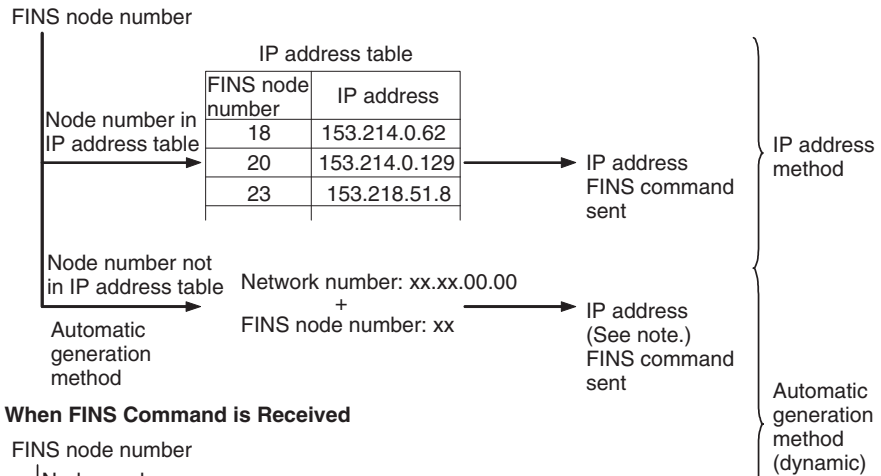 FINS node number
IP address table
FINS node number
IP address
Node number in
IP address table
18 153.214.0.62
20 153.214.0.129
23 153.218.51.8
IP address
FINS command
sent
IP address
method
Node number not
in IP address table
Automatic
generation
method
Network number: xx.xx.00.00
+
FINS node number: xx
IP address
(See note.)
FINS command
sent
Automatic
generation
method
(dynamic)
When FINS Command is Received
FINS node number